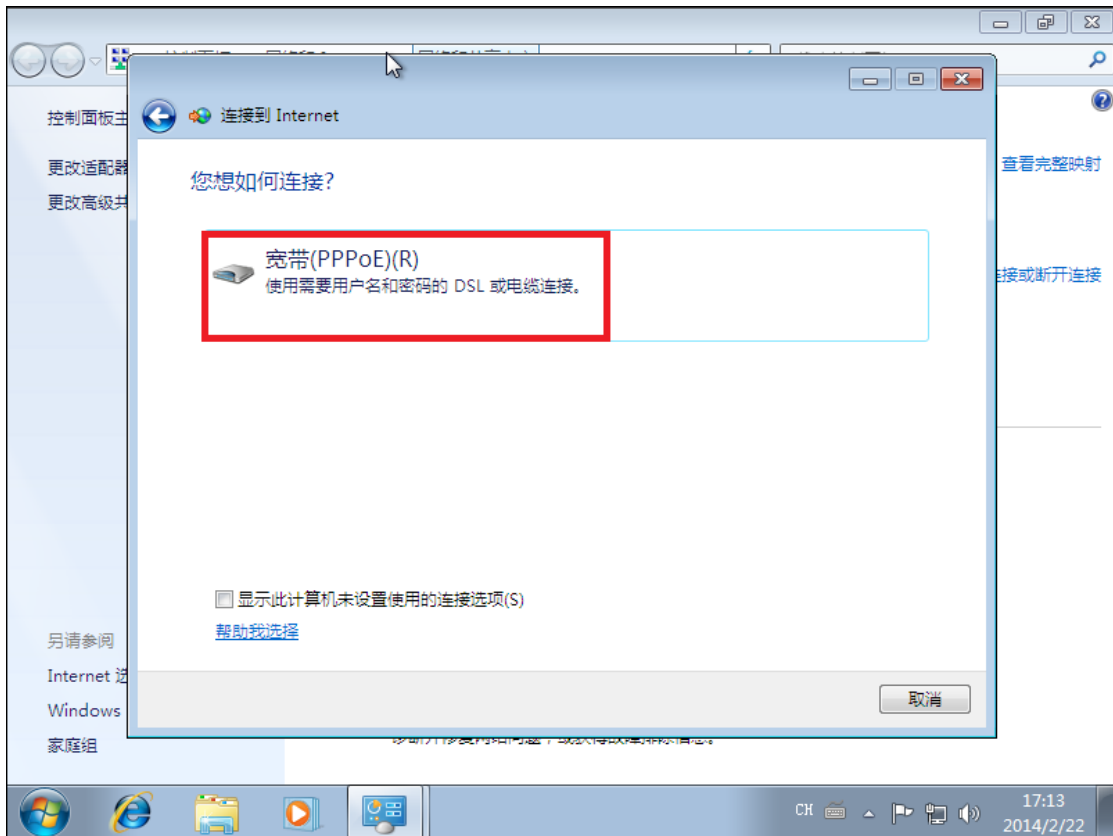 控制面板主
更改适配器
更改高级共
查看完整映射
接或断开连接
连接到 Internet
您想如何连接?
宽带(PPPoE)(R)
使用需要用户名和密码的 DSL 或电缆连接。
显示此计算机未设置使用的连接选项(S)
帮助我选择
取消
另请参阅
Internet 选
Windows
家庭组
CH
17:13
2014/2/22